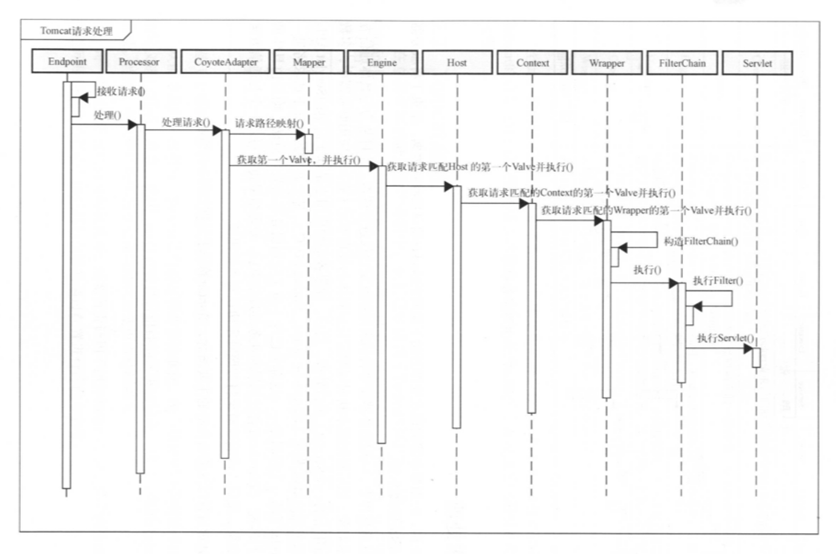 Tomcat请求处理
Endpoint
Processor
CoyoteAdapter
Mapper
Engine
Host
Context
Wrapper
FilterChain
Servlet
接收请求()
处理()
处理请求()
请求路径映射()
获取第一个Valve，并执行()
获取请求匹配Host 的第一个Valve并执行()
获取请求匹配的Context的第一个Valve并执行()
获取请求匹配的Wrapper的第一个Valve并执行()
构造FilterChain()
执行()
执行Filter()
执行Servlet()